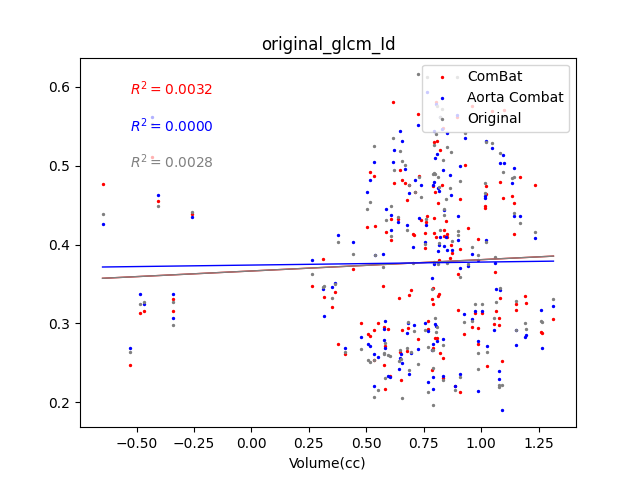 original_glcm_Id
R² = 0.0032
R² = 0.0000
R² = 0.0028
ComBat
Aorta Combat
Original
0.6
0.5
0.4
0.3
0.2
−0.50 −0.25 0.00 0.25 0.50 0.75 1.00 1.25
Volume(cc)